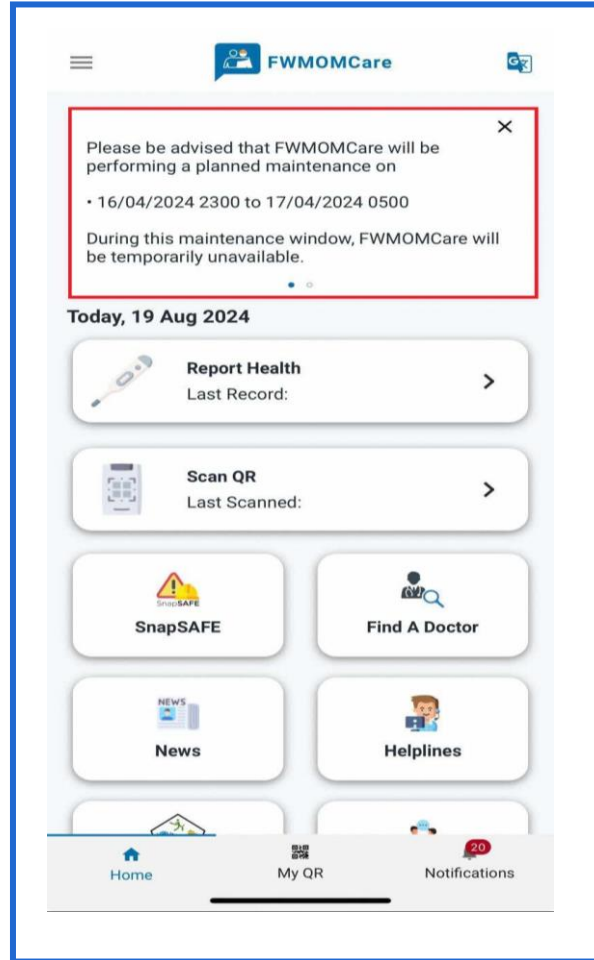 FWMOMCare
Please be advised that FWMOMCare will be
performing a planned maintenance on
• 16/04/2024 2300 to 17/04/2024 0500
During this maintenance window, FWMOMCare will
be temporarily unavailable.
Today, 19 Aug 2024
Report Health
Last Record:
Scan QR
Last Scanned:
SnapSAFE
SnapSAFE
Find A Doctor
NEWS
News
Helplines
20
Home
My QR
Notifications